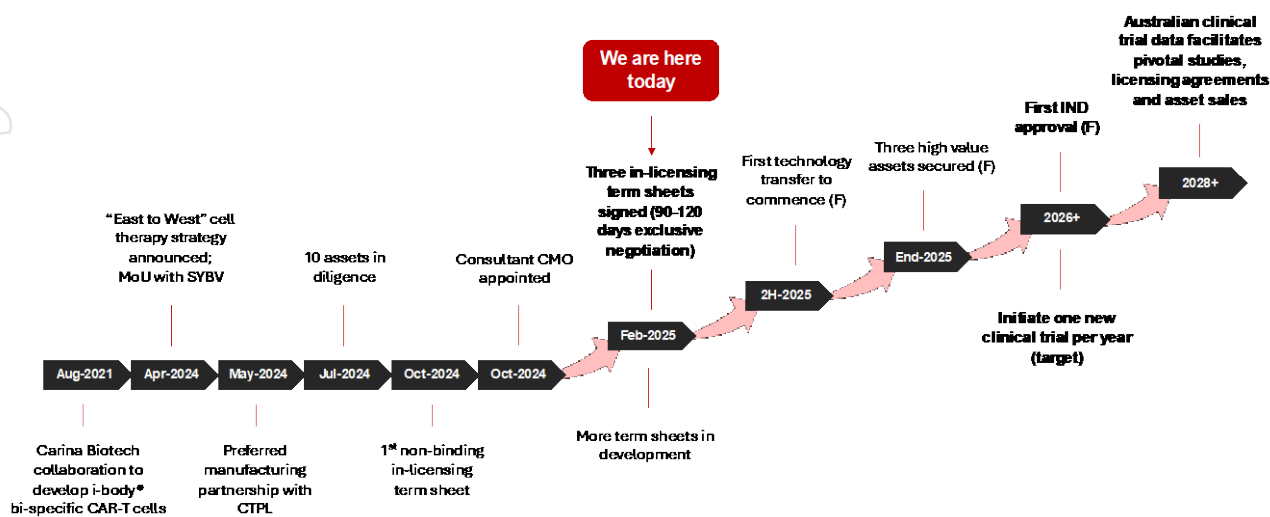 Australian clinical
trial data facilitates
pivotal studies,
licensing agreements
and asset sales
We are here
today
First IND
approval (F)
Three high value
assets secured (F)
First technology
transfer to
commence (F)
Three in-licensing
term sheets
signed (90-120
days exclusive
negotiation)
"East to West" cell
therapy strategy
announced;
MoU with SYBV
10 assets in
diligence
Consultant CMO
appointed
2028+
2026+
End-2025
2H-2025
Feb-2025
Aug-2021
Apr-2024
May-2024
Jul-2024
Oct-2024
Oct-2024
Initiate one new
clinical trial per year
(target)
More term sheets in
development
Carina Biotech
collaboration to
develop i-body®
bi-specific CAR-T cells
Preferred
manufacturing
partnership with
CTPL
1st non-binding
in-licensing
term sheet